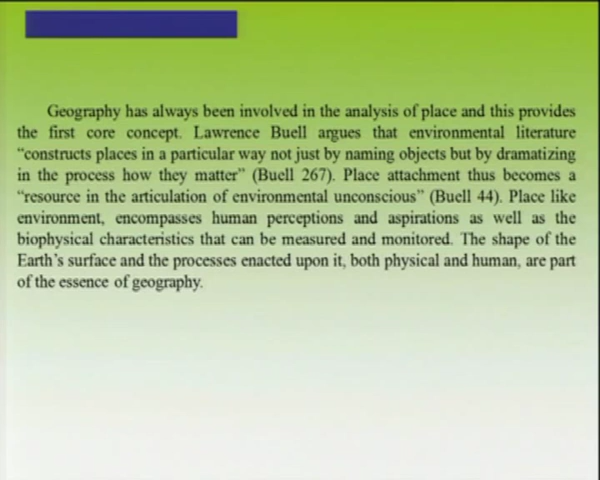 Geography has always been involved in the analysis of place and this provides
the first core concept. Lawrence Buell argues that environmental literature
“constructs places in a particular way not just by naming objects but by dramatizing
in the process how they matter” (Buell 267). Place attachment thus becomes a
“resource in the articulation of environmental unconscious” (Buell 44). Place like
environment, encompasses human perceptions and aspirations as well as the
biophysical characteristics that can be measured and monitored. The shape of the
Earth’s surface and the processes enacted upon it, both physical and human, are part
of the essence of geography.